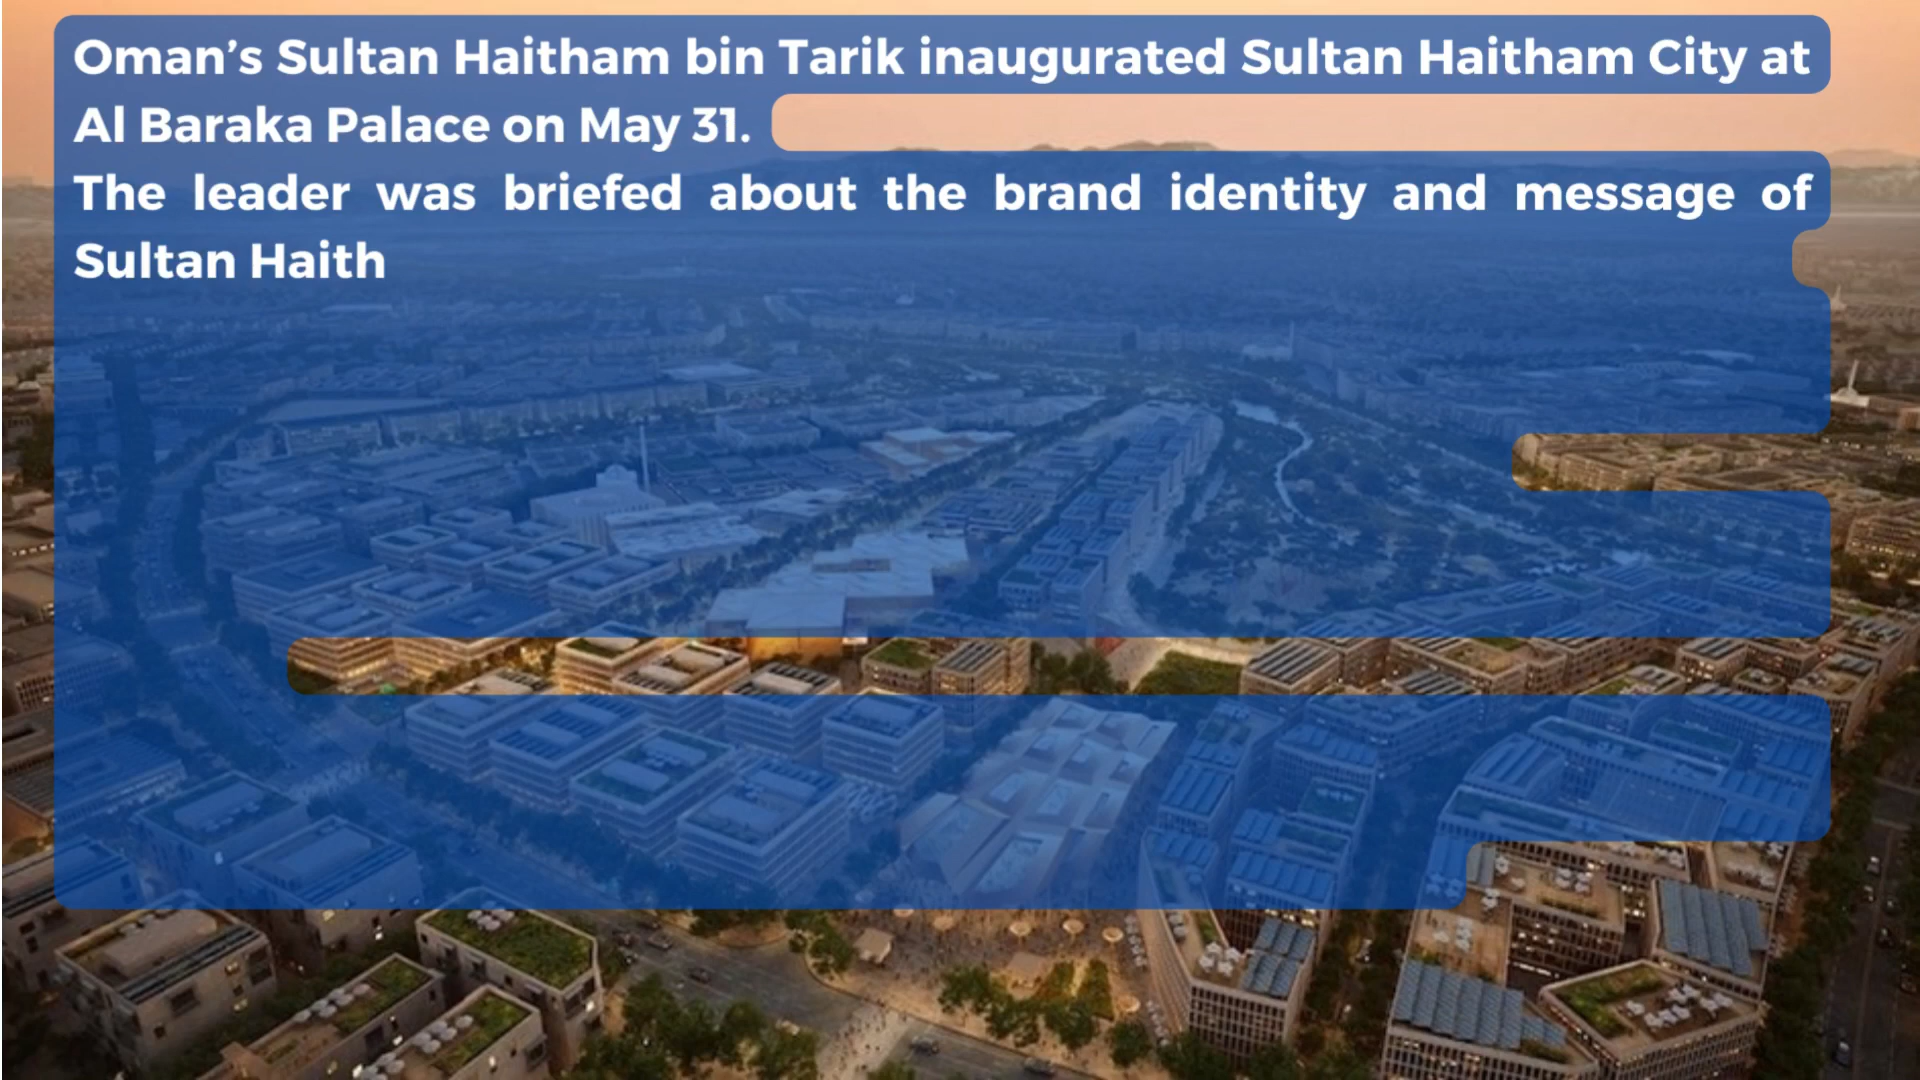 Oman’s Sultan Haitham bin Tarik inaugurated Sultan Haitham City at
Al Baraka Palace on May 31.
The leader was briefed about the brand identity and message of
Sultan Haith